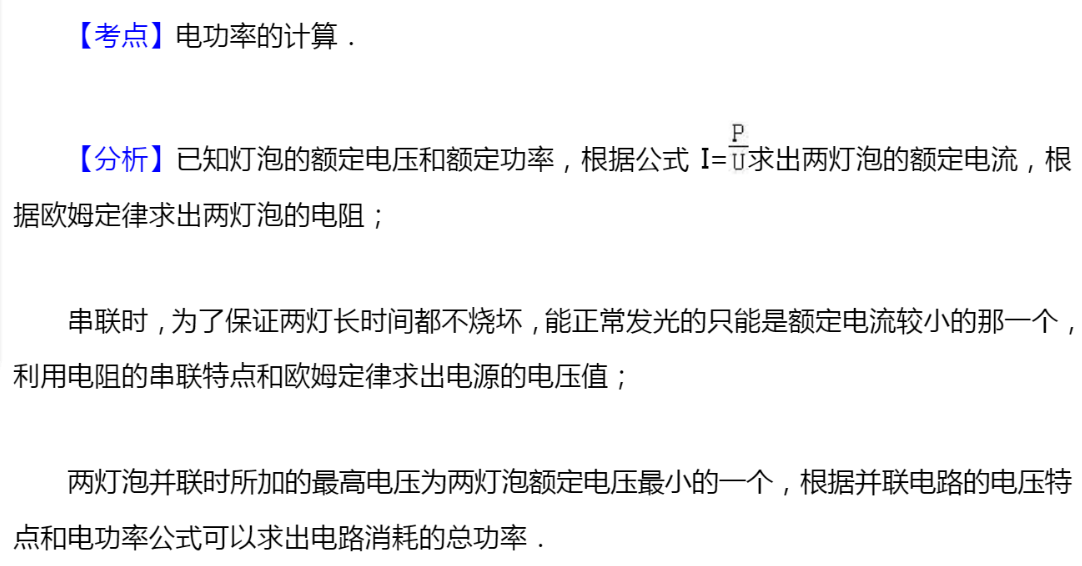 【考点】电功率的计算．
【分析】已知灯泡的额定电压和额定功率，根据公式 I=P/U求出两灯泡的额定电流，根
据欧姆定律求出两灯泡的电阻；
串联时，为了保证两灯长时间都不烧坏，能正常发光的只能是额定电流较小的那一个，
利用电阻的串联特点和欧姆定律求出电源的电压值；
两灯泡并联时所加的最高电压为两灯泡额定电压最小的一个，根据并联电路的电压特
点和电功率公式可以求出电路消耗的总功率．